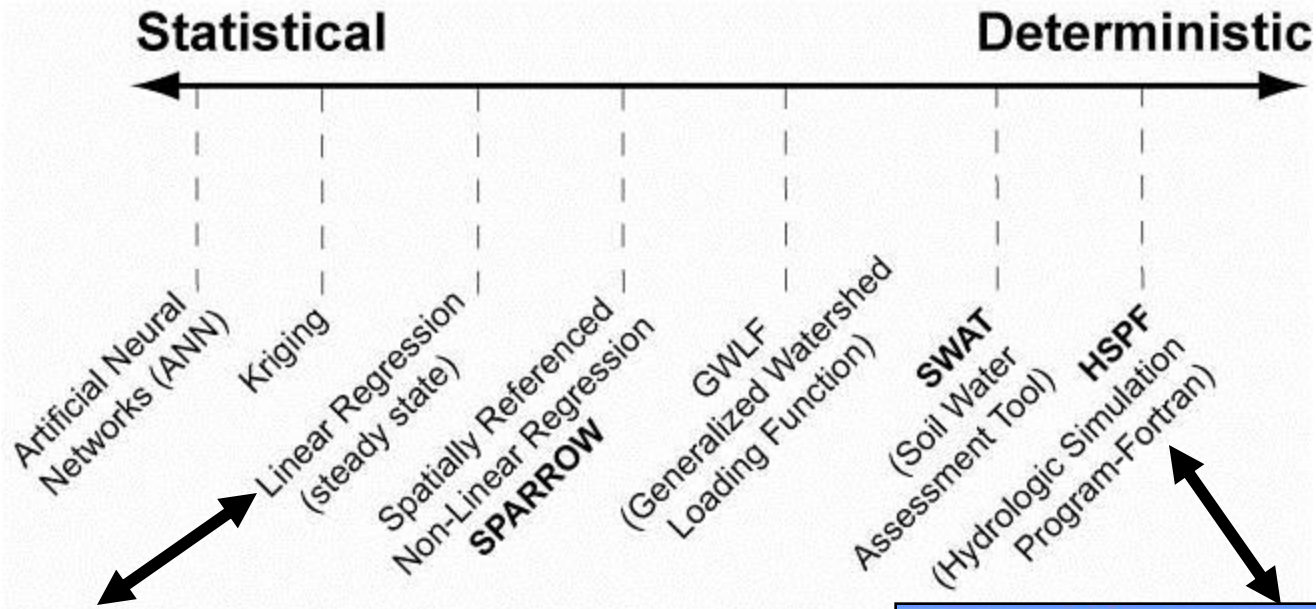 Statistical
Deterministic
Artificial Neural
Networks (ANN)
Kriging
Linear Regression
(steady state)
Spatially Referenced
Non-Linear Regression
SPARROW
GWLF
(Generalized Watershed
Loading Function)
SWAT
(Soil Water
Assessment Tool)
HSPF
(Hydrologic Simulation
Program-Fortran)